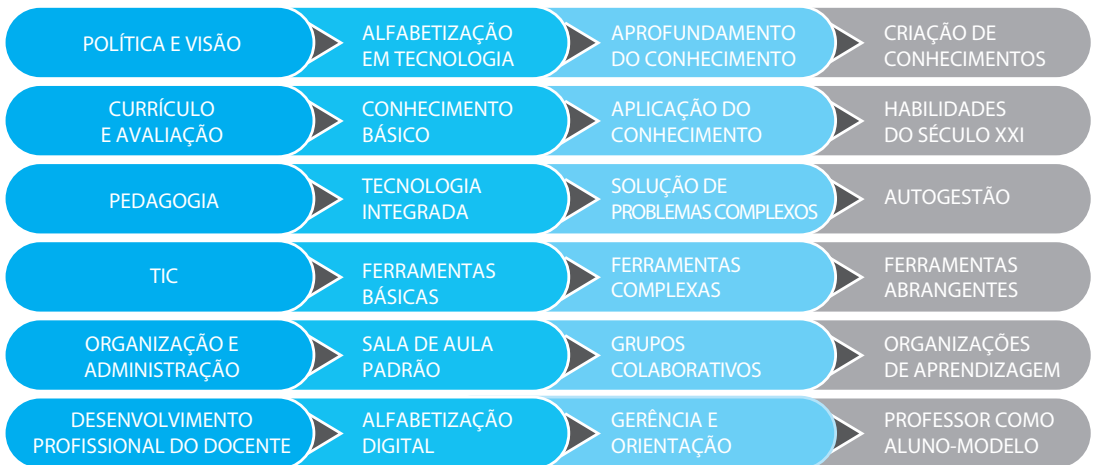 POLÍTICA E VISÃO
ALFABETIZAÇÃO
EM TECNOLOGIA
APROFUNDAMENTO
DO CONHECIMENTO
CRIAÇÃO DE
CONHECIMENTOS
CURRÍCULO
E AVALIAÇÃO
CONHECIMENTO
BÁSICO
APLICAÇÃO DO
CONHECIMENTO
HABILIDADES
DO SÉCULO XXI
PEDAGOGIA
TECNOLOGIA
INTEGRADA
SOLUÇÃO DE
PROBLEMAS COMPLEXOS
AUTOGESTÃO
TIC
FERRAMENTAS
BÁSICAS
FERRAMENTAS
COMPLEXAS
FERRAMENTAS
ABRANGENTES
ORGANIZAÇÃO E
ADMINISTRAÇÃO
SALA DE AULA
PADRÃO
GRUPOS
COLABORATIVOS
ORGANIZAÇÕES
DE APRENDIZAGEM
DESENVOLVIMENTO
PROFISSIONAL DO DOCENTE
ALFABETIZAÇÃO
DIGITAL
GERÊNCIA E
ORIENTAÇÃO
PROFESSOR COMO
ALUNO-MODELO